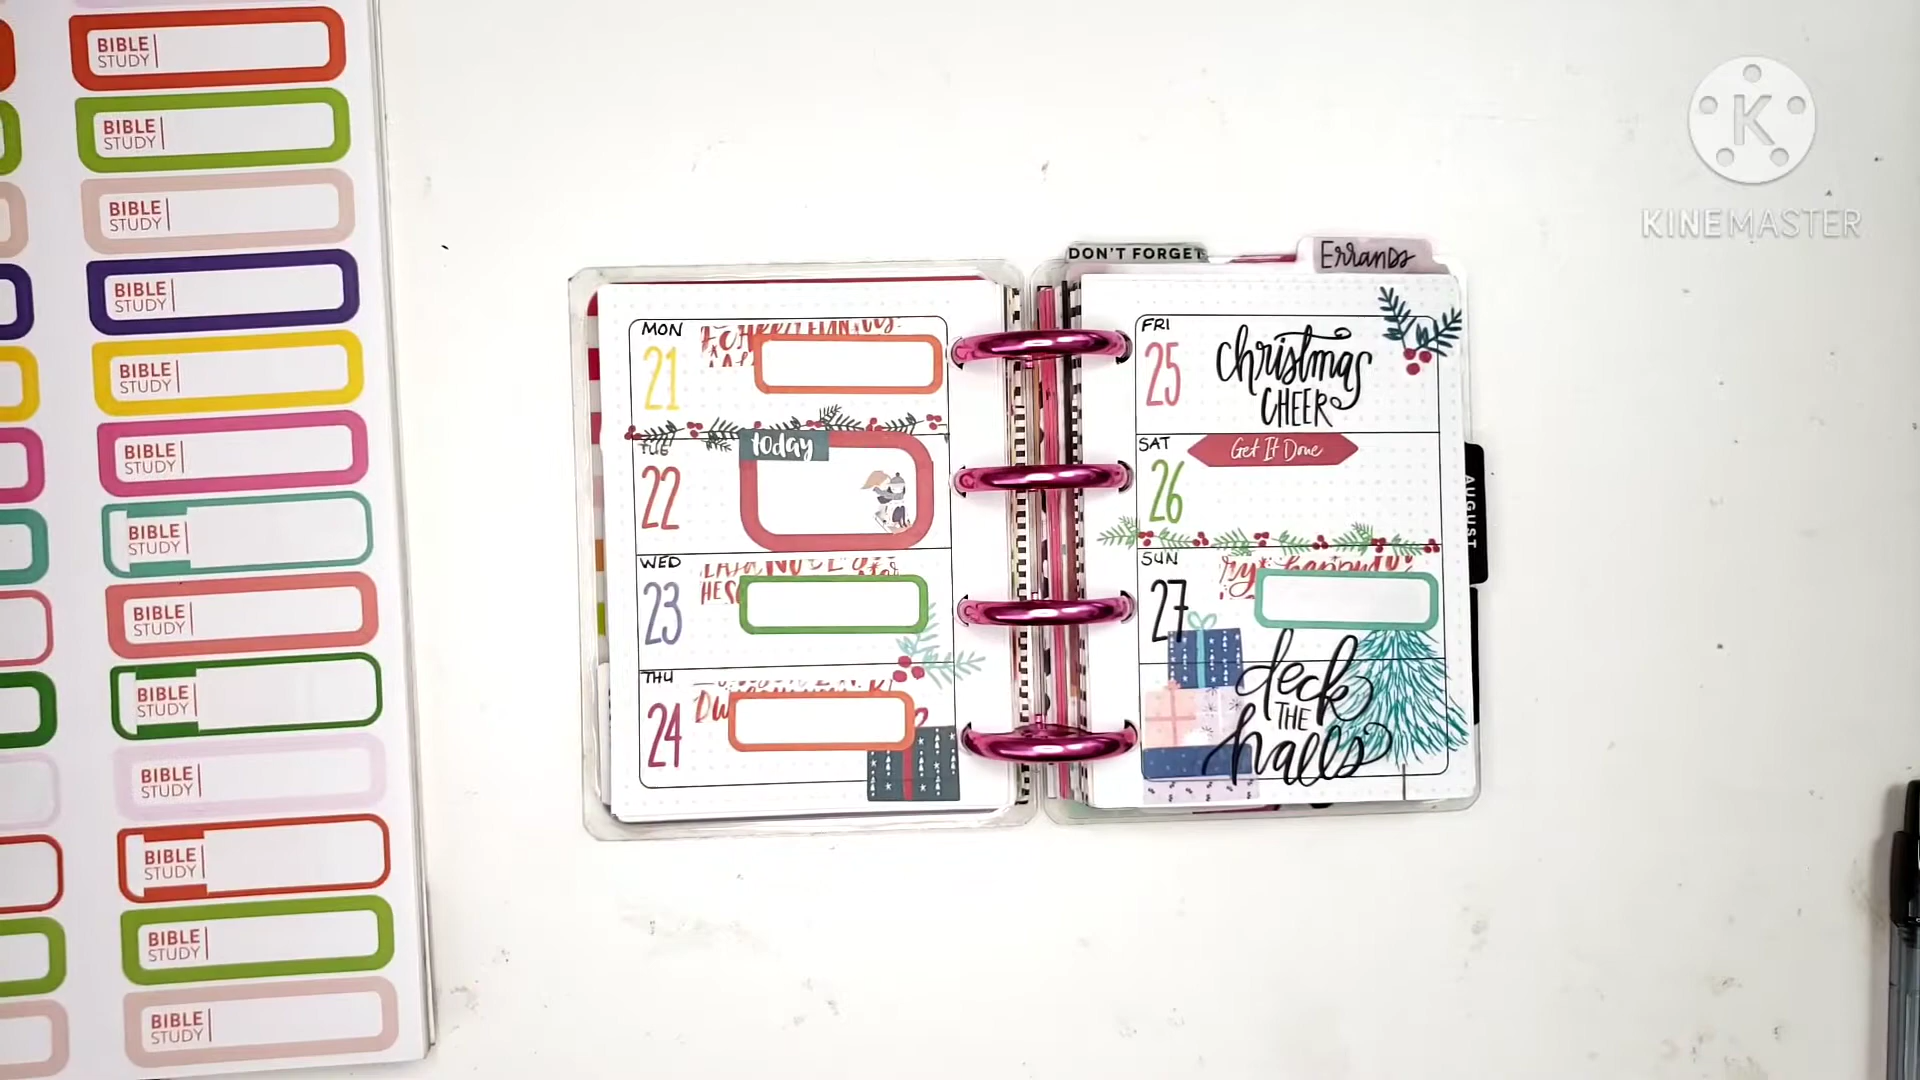 BIBLE
STUDY
BIBLE
STUDY
BIBLE
STUDY
BIBLE
STUDY
BIBLE
STUDY
BIBLE
STUDY
BIBLE
STUDY
BIBLE
STUDY
BIBLE
STUDY
BIBLE
STUDY
BIBLE
STUDY
BIBLE
STUDY
BIBLE
STUDY
MON
21
TUE
today
22
WED
23
THU
24
DON'T FORGET
Errands
FRI
25
christmas
CHEER
SAT
Get It Done
26
SUN
27
deck
THE
halls
AUGUST
K
KINEMASTER